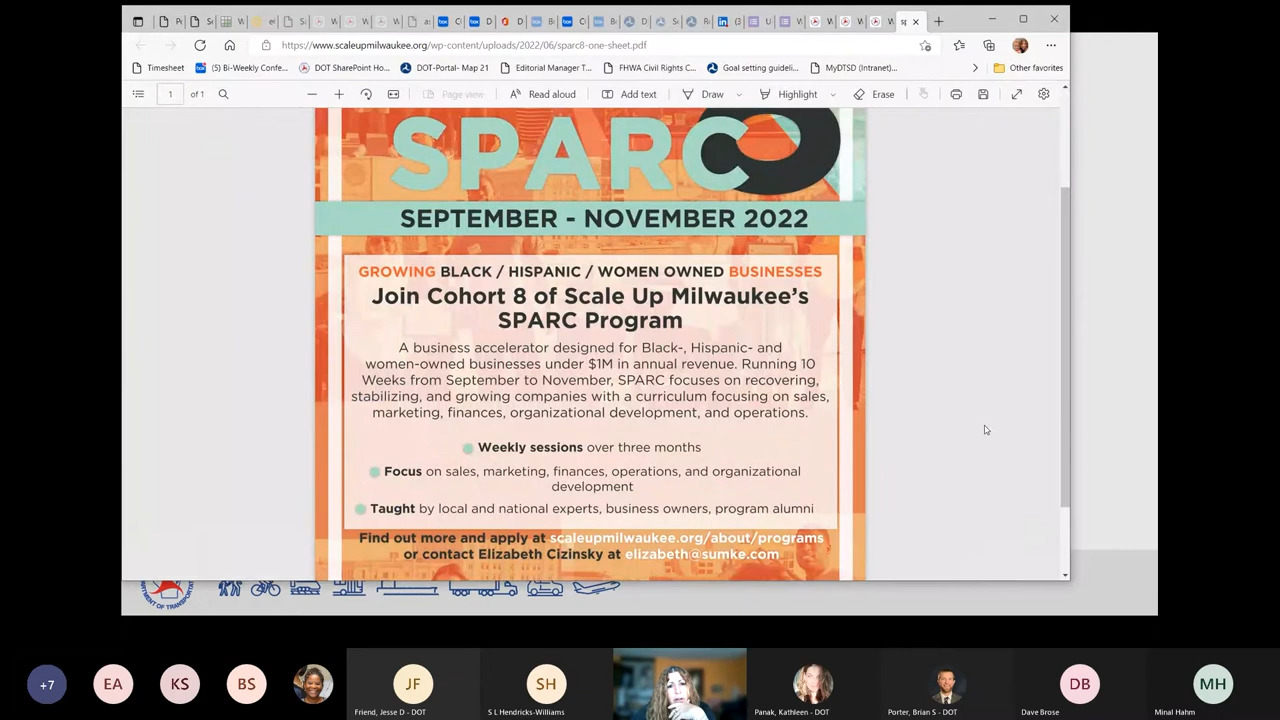 https://www.scaleupmilwaukee.org/wp-content/uploads/2022/06/sparc8-one-sheet.pdf
Timesheet
(5) Bi-Weekly Confe...
DOT SharePoint Ho...
DOT-Portal- Map 21
Editorial Manager T...
FHWA Civil Rights C...
Goal setting guideli...
MyDTSD (Intranet)...
Other favorites
1 of 1
Page view
Read aloud
Add text
Draw
Highlight
Erase
SPARC
SEPTEMBER - NOVEMBER 2022
GROWING BLACK / HISPANIC / WOMEN OWNED BUSINESSES
Join Cohort 8 of Scale Up Milwaukee's
SPARC Program
A business accelerator designed for Black-, Hispanic- and
women-owned businesses under $1M in annual revenue. Running 10
Weeks from September to November, SPARC focuses on recovering,
stabilizing, and growing companies with a curriculum focusing on sales,
marketing, finances, organizational development, and operations.
Weekly sessions over three months
Focus on sales, marketing, finances, operations, and organizational
development
Taught by local and national experts, business owners, program alumni
Find out more and apply at scaleupmilwaukee.org/about/programs
or contact Elizabeth Cizinsky at elizabeth@sumke.com
+7
EA
KS
BS
JF
SH
DB
MH
Friend, Jesse D - DOT
S L Hendricks-Williams
Panak, Kathleen - DOT
Porter, Brian S - DOT
Dave Brose
Minal Hahm